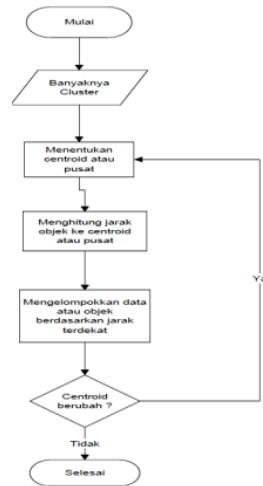 Mulai
Banyaknya
Cluster
Menentukan
centroid atau
pusat
Menghitung jarak
objek ke centroid
atau pusat
Mengelompokkan data
atau objek
berdasarkan jarak
terdekat
Centroid
berubah ?
Tidak
Selesai